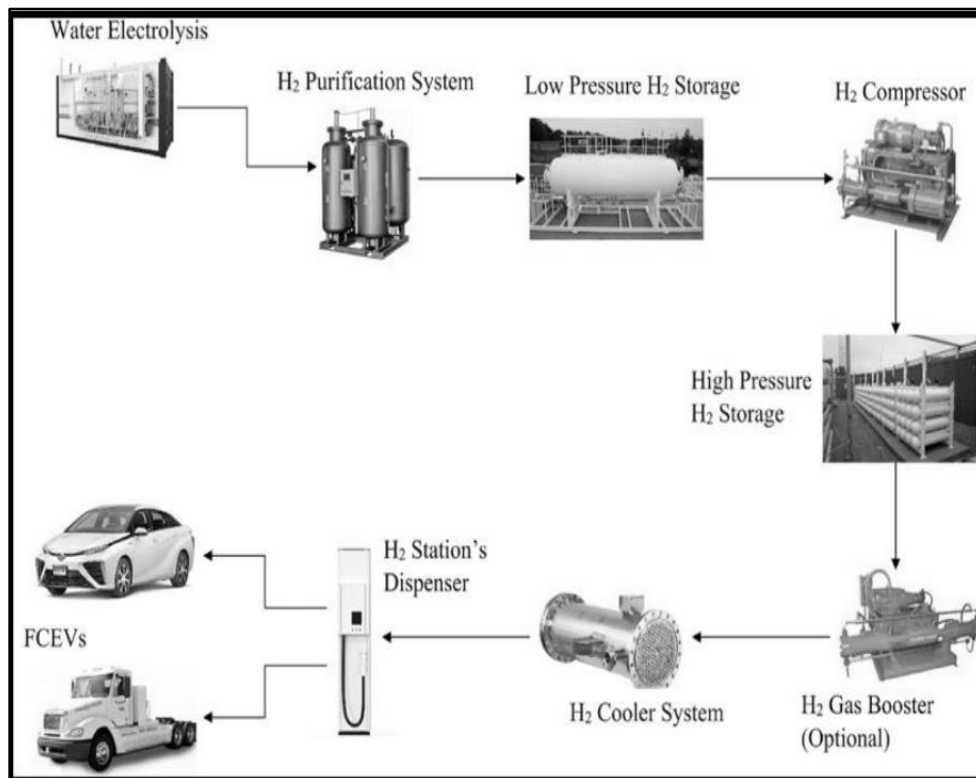 Water Electrolysis
H₂ Purification System
Low Pressure H₂ Storage
H₂ Compressor
High Pressure
H₂ Storage
H₂ Gas Booster
(Optional)
H₂ Cooler System
H₂ Station's
Dispenser
FCEVs